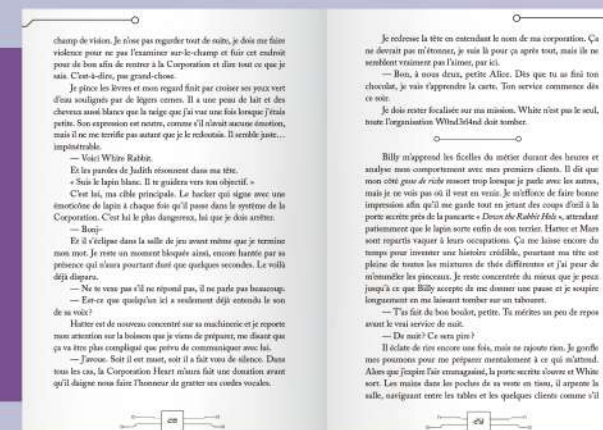 champ de vision. Je n'ose pas regarder tout de suite, je dois me faire
violence pour ne pas l'examiner sur-le-champ et fuir cet endroit
pour de bon afin de rentrer à la Corporation et dire tout ce que je
sais. C'est-à-dire, pas grand-chose.
Je pince les lèvres et mon regard finit par croiser ses yeux vert
d'eau soulignés par de légers cernes. Il a une peau de lait et des
cheveux aussi blancs que la neige que j'ai vue une fois lorsque j'étais
petite. Son expression est neutre, comme s'il n'avait aucune émotion,
mais il ne me terrifie pas autant que je le redoutais. Il semble juste…
impénétrable.
— Voici White Rabbit.
Et les paroles de Judith résonnent dans ma tête.
« Suis le lapin blanc. Il te guidera vers ton objectif. »
C'est lui, ma cible principale. Le hacker qui signe avec une
émoticône de lapin à chaque fois qu'il passe dans le système de la
Corporation. C'est lui le plus dangereux, lui que je dois arrêter.
— Bonj-
Et il s'éclipse dans la salle de jeu avant même que je termine
mon mot. Je reste un moment bloquée ainsi, encore hantée par sa
présence qui n'aura pourtant duré que quelques secondes. Le voilà
déjà disparu.
— Ne te vexe pas s'il ne répond pas, il ne parle pas beaucoup.
— Est-ce que quelqu'un ici a seulement déjà entendu le son
de sa voix ?
Hatter est de nouveau concentré sur sa machinerie et je reporte
mon attention sur la boisson que je viens de préparer, me disant que
ça va être plus compliqué que prévu de communiquer avec lui.
— J'avoue. Soit il est muet, soit il a fait vœu de silence. Dans
tous les cas, la Corporation Heart m'aura fait une donation avant
qu'il daigne nous faire l'honneur de gratter ses cordes vocales.
Je redresse la tête en entendant le nom de ma corporation. Ça
ne devrait pas m'étonner, je suis là pour ça après tout, mais ils ne
semblent vraiment pas l'aimer, par ici.
— Bon, à nous deux, petite Alice. Dès que tu as fini ton
chocolat, je vais t'apprendre la carte. Ton service commence dès
ce soir.
Je dois rester focalisée sur ma mission. White n'est pas le seul,
toute l'organisation W0nd3rl4nd doit tomber.
Billy m'apprend les ficelles du métier durant des heures et
analyse mon comportement avec mes premiers clients. Il dit que
mon côté gosse de riche ressort trop lorsque je parle avec les autres,
mais je ne vois pas où il veut en venir. Je m'efforce de faire bonne
impression afin qu'il me garde tout en jetant des coups d'œil à la
porte secrète près de la pancarte « Down the Rabbit Hole », attendant
patiemment que le lapin sorte enfin de son terrier. Hatter et Mars
sont repartis vaquer à leurs occupations. Ça me laisse encore du
temps pour inventer une histoire crédible, pourtant ma tête est
pleine de toutes les mixtures de thés différentes et j'ai peur de
m'emmêler les pinceaux. Je reste concentrée du mieux que je peux
jusqu'à ce que Billy accepte de me donner une pause et je soupire
longuement en me laissant tomber sur un tabouret.
— T'as fait du bon boulot, petite. Tu mérites un peu de repos
avant le vrai service de nuit.
— De nuit ? Ce sera pire ?
Il éclate de rire encore une fois, mais ne rajoute rien. Je gonfle
mes poumons pour me préparer mentalement à ce qui m'attend.
Alors que j'expire l'air emmagasiné, la porte secrète s'ouvre et White
sort. Les mains dans les poches de sa veste en tissu, il arpente la
salle, naviguant entre les tables et les quelques clients comme s'il